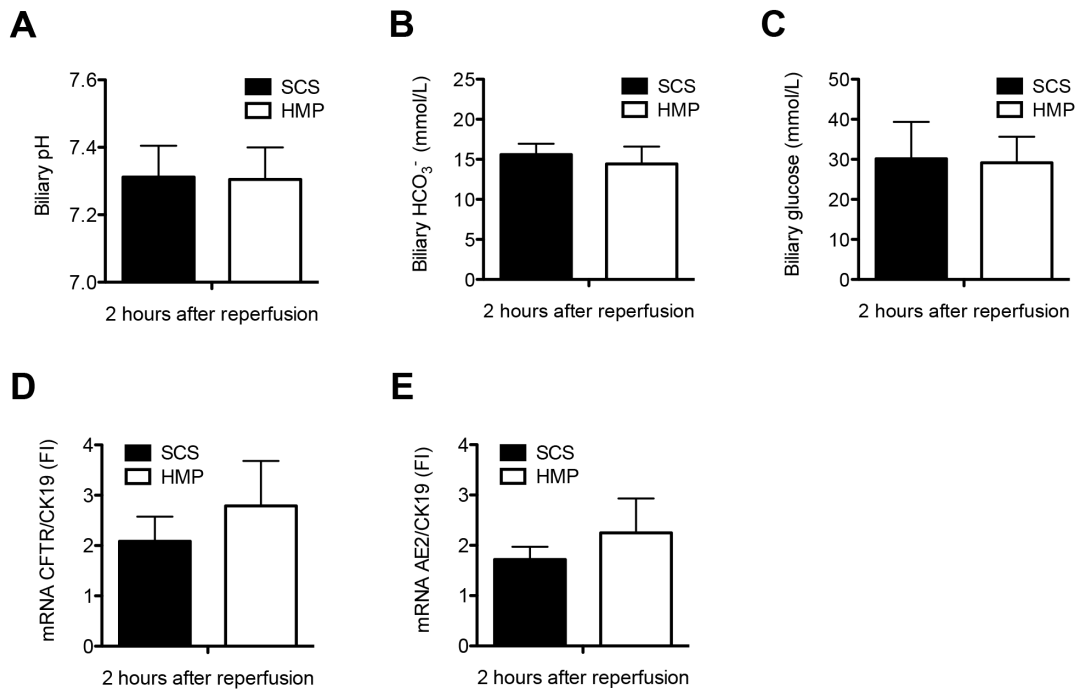 A
Biliary pH
7.6
7.4
7.2
7.0
SCS
HMP
2 hours after reperfusion
B
Biliary HCO₃⁻ (mmol/L)
25
20
15
10
5
0
SCS
HMP
2 hours after reperfusion
C
Biliary glucose (mmol/L)
50
40
30
20
10
0
SCS
HMP
2 hours after reperfusion
D
mRNA CFTR/CK19 (FI)
4
3
2
1
0
SCS
HMP
2 hours after reperfusion
E
mRNA AE2/CK19 (FI)
4
3
2
1
0
SCS
HMP
2 hours after reperfusion